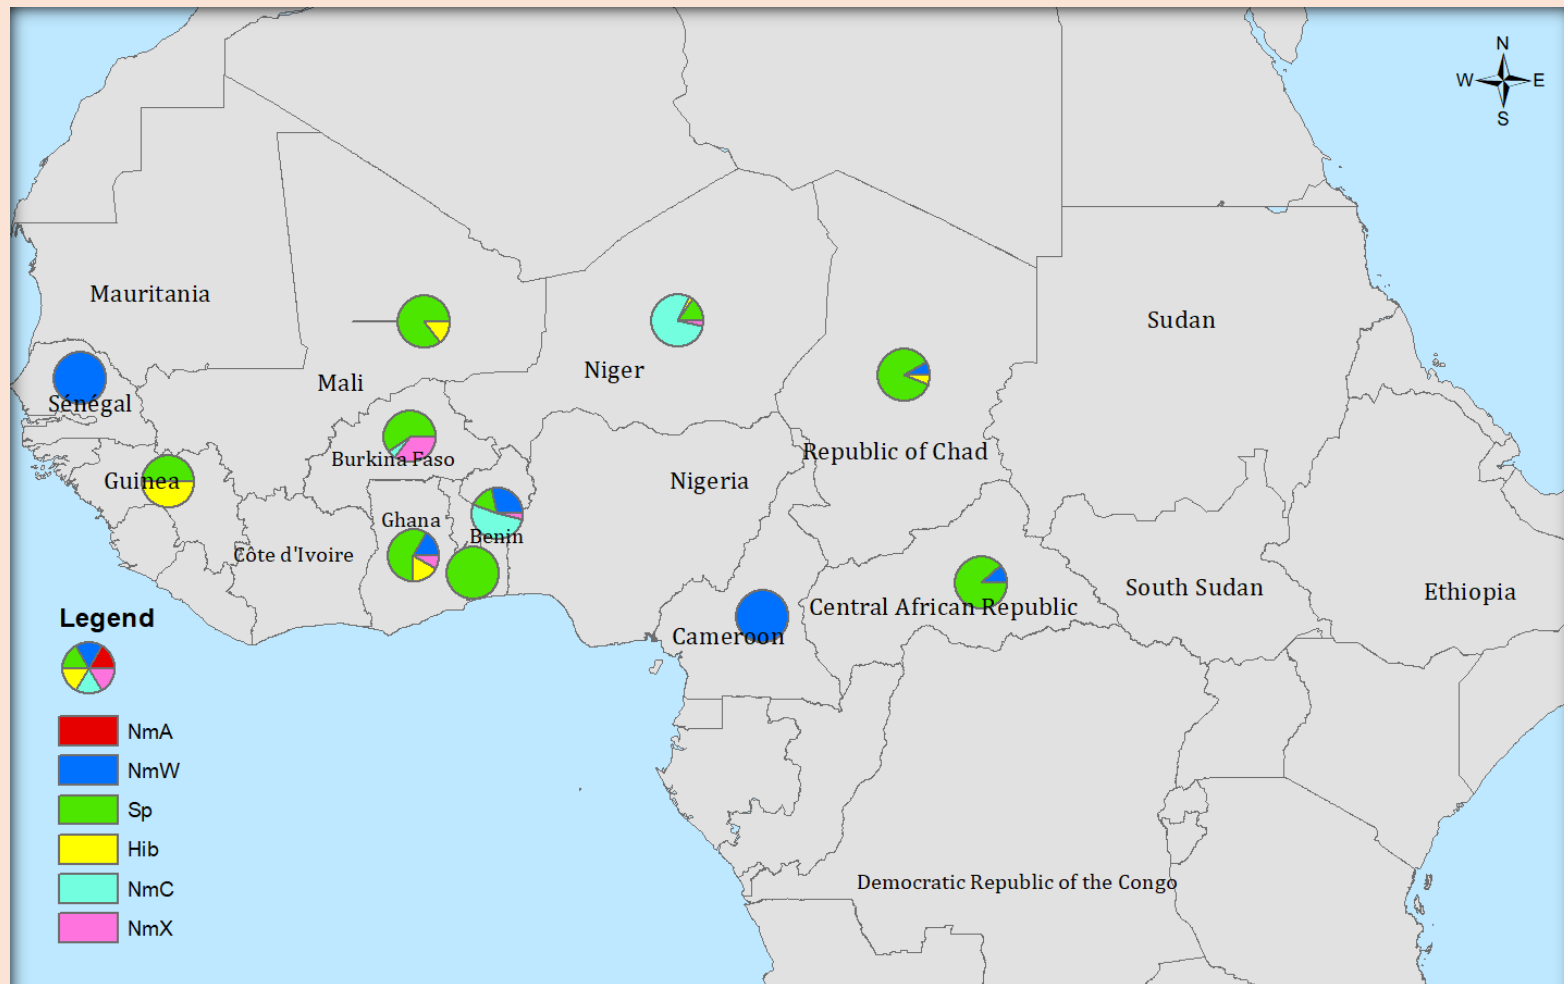 N
W E
S
Mauritania
Sudan
Niger
Mali
Sénégal
Republic of Chad
Burkina Faso
Guinea
Nigeria
Ghana
Benin
Côte d'Ivoire
South Sudan
Ethiopia
Central African Republic
Cameroon
Legend
NmA
NmW
Sp
Hib
NmC
NmX
Democratic Republic of the Congo